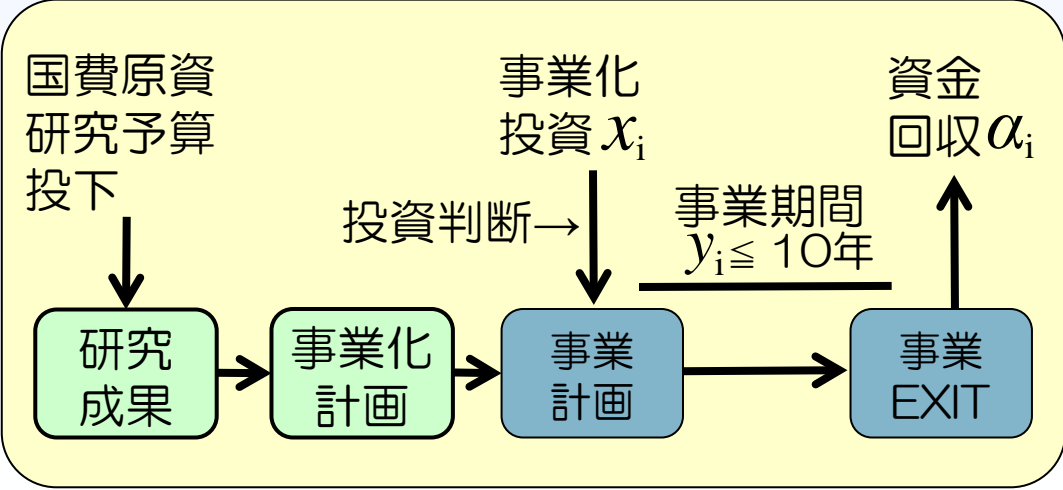 国費原資
研究予算
投下
事業化
投資 xi
資金
回収 αi
投資判断→
事業期間
yi≦ 10年
研究
成果
事業化
計画
事業
計画
事業
EXIT